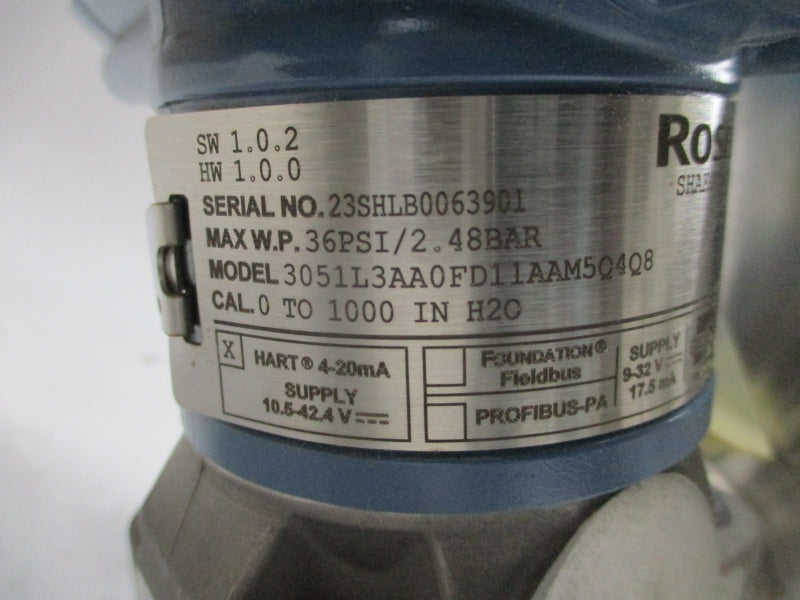 SW 1.0.2
HW 1.0.0
SERIAL NO. 23SHLB0063901
MAX W.P. 36PSI/2.48BAR
MODEL 3051L3AA0FD11AAM5Q4Q8
CAL. 0 TO 1000 IN H2O
X HART® 4-20mA
SUPPLY
10.5-42.4 V
FOUNDATION®
Fieldbus
PROFIBUS-PA
SUPPLY
9-32 V
17.5 mA